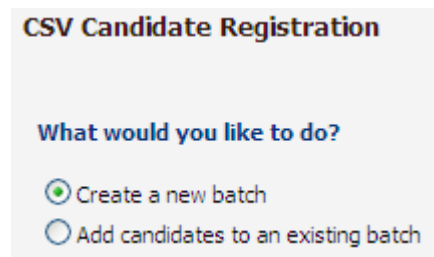 CSV Candidate Registration
What would you like to do?
Create a new batch
Add candidates to an existing batch